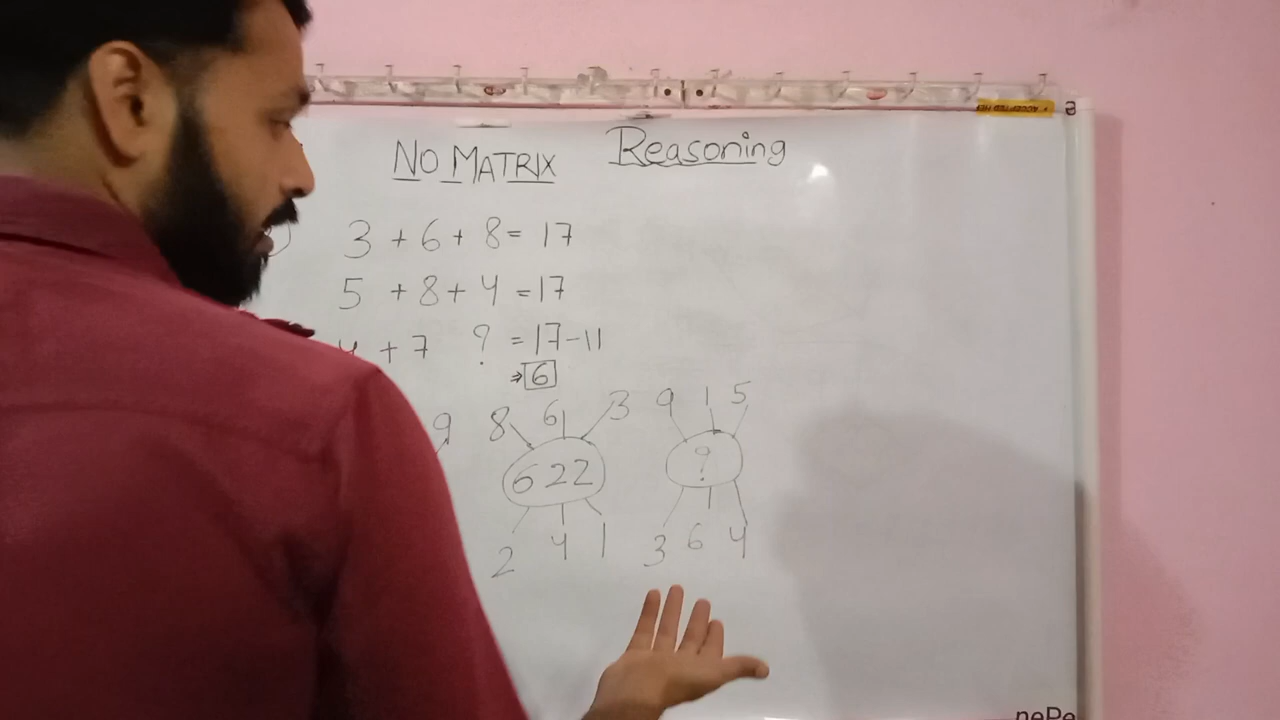 NO MATRIX Reasoning
3 + 6 + 8 = 17
5 + 8 + 4 = 17
4 + 7 ? = 17 - 11
⇒ 6
9 8 6 3 9 1 5
622 ?
2 4 1 3 6 4